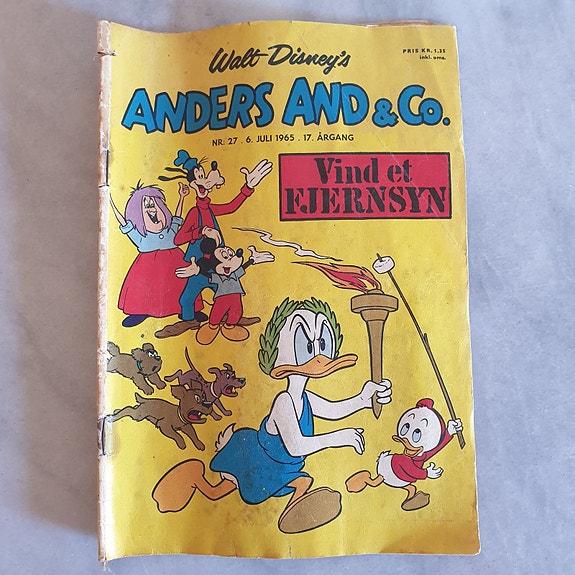 Walt Disney's
PRIS KR. 1.35
inkl. oms.
ANDERS AND & Co.
NR. 27 . 6. JULI 1965 . 17. ÅRGANG
Vind et
FJERNSYN